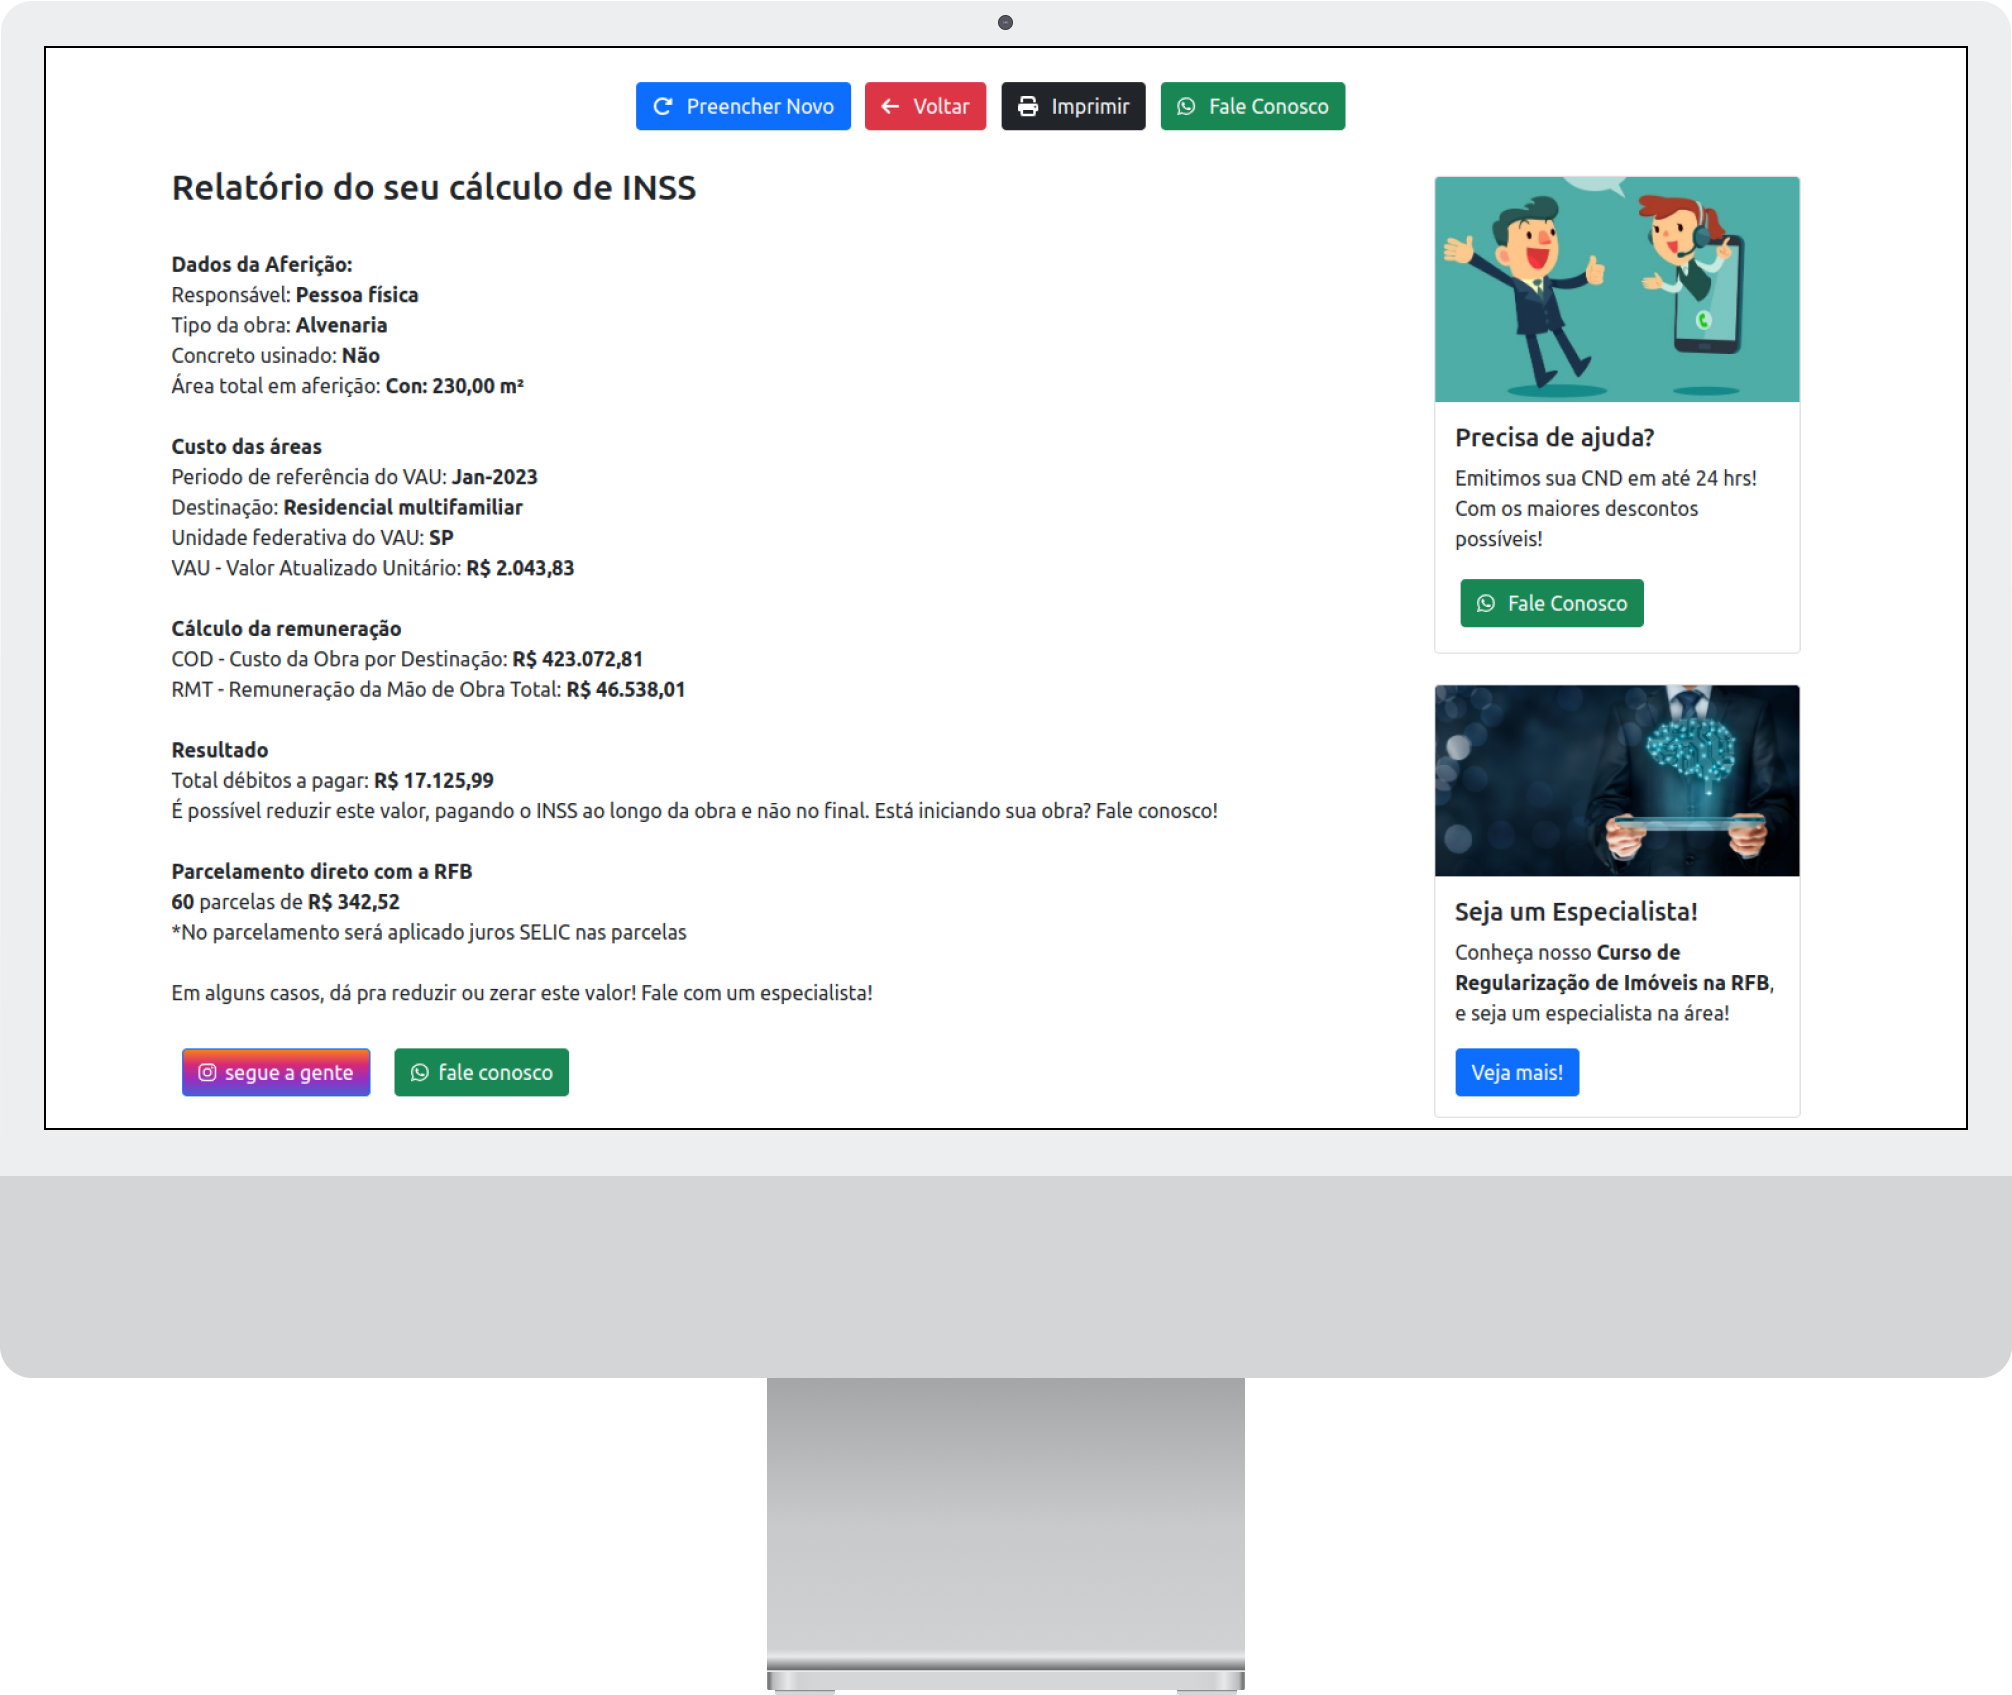 Preencher Novo
Voltar
Imprimir
Fale Conosco
Relatório do seu cálculo de INSS
Dados da Aferição:
Responsável: Pessoa física
Tipo da obra: Alvenaria
Concreto usinado: Não
Área total em aferição: Con: 230,00 m²
Custo das áreas
Periodo de referência do VAU: Jan-2023
Destinação: Residencial multifamiliar
Unidade federativa do VAU: SP
VAU - Valor Atualizado Unitário: R$ 2.043,83
Cálculo da remuneração
COD - Custo da Obra por Destinação: R$ 423.072,81
RMT - Remuneração da Mão de Obra Total: R$ 46.538,01
Resultado
Total débitos a pagar: R$ 17.125,99
É possível reduzir este valor, pagando o INSS ao longo da obra e não no final. Está iniciando sua obra? Fale conosco!
Parcelamento direto com a RFB
60 parcelas de R$ 342,52
*No parcelamento será aplicado juros SELIC nas parcelas
Em alguns casos, dá pra reduzir ou zerar este valor! Fale com um especialista!
segue a gente
fale conosco
Precisa de ajuda?
Emitimos sua CND em até 24 hrs!
Com os maiores descontos
possíveis!
Fale Conosco
Seja um Especialista!
Conheça nosso Curso de
Regularização de Imóveis na RFB,
e seja um especialista na área!
Veja mais!